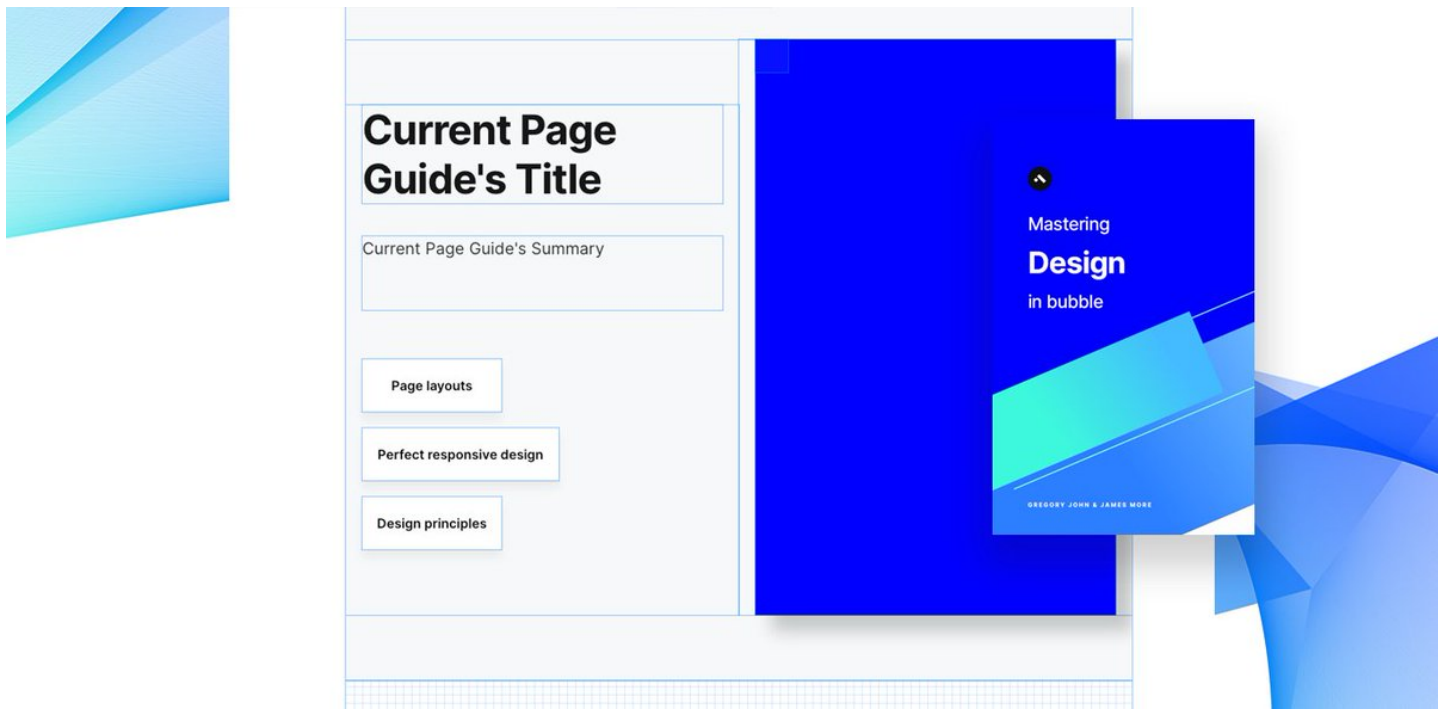 Current Page
Guide's Title
Current Page Guide's Summary
Page layouts
Perfect responsive design
Design principles
Mastering
Design
in bubble
GREGORY JOHN & JAMES MORE